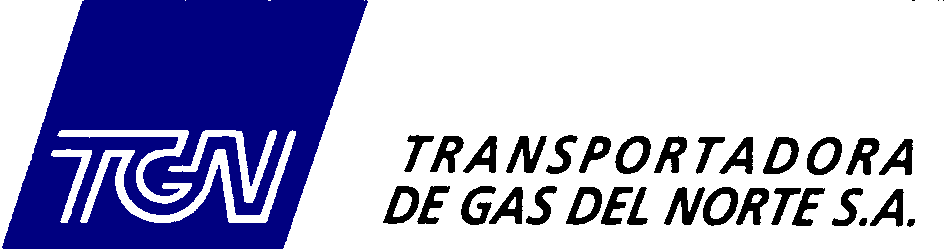 TGN
TRANSPORTADORA
DE GAS DEL NORTE S.A.